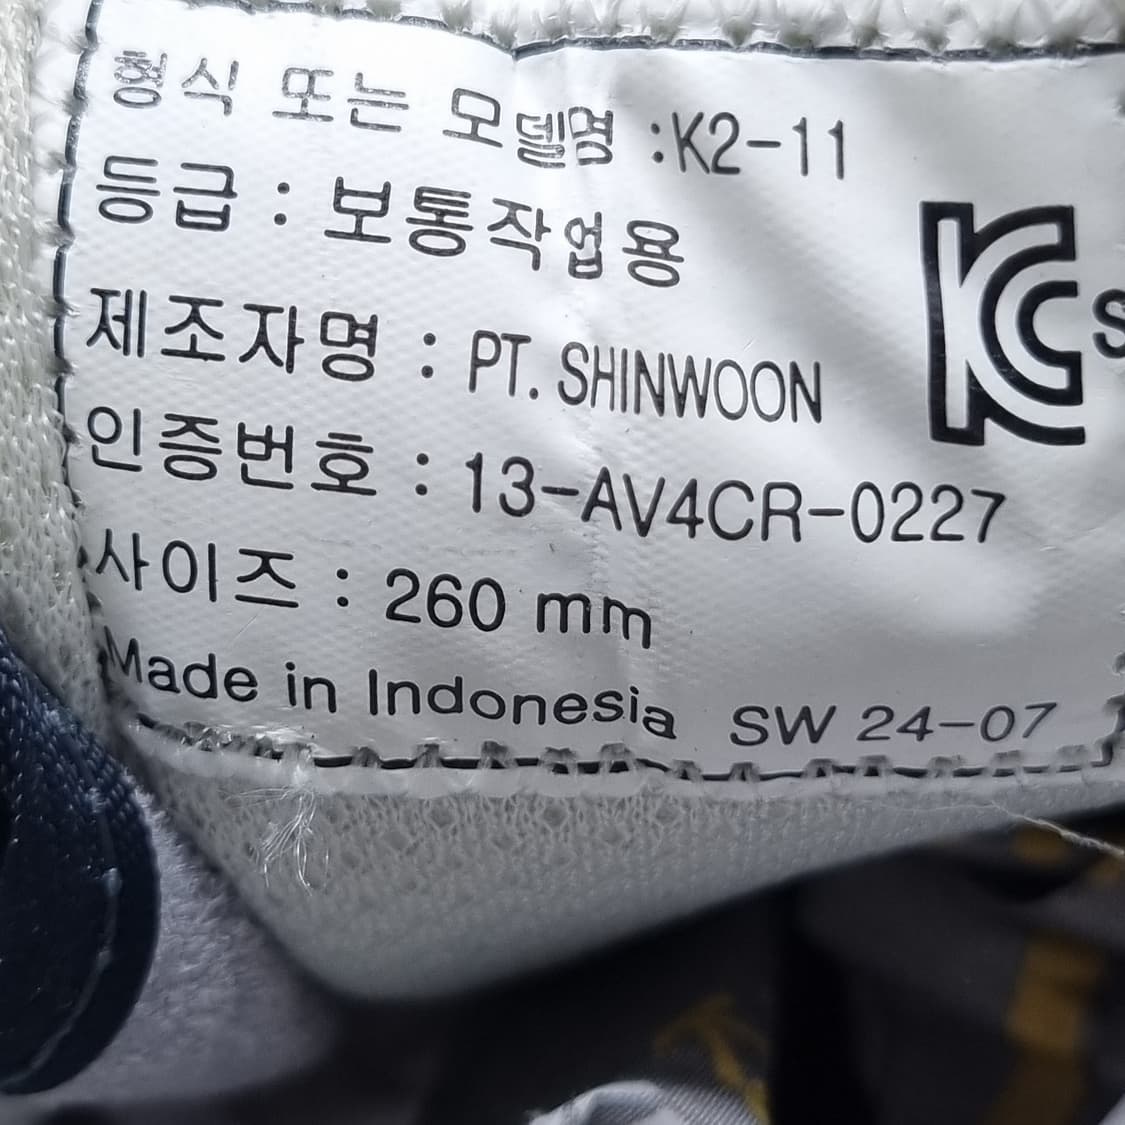 형식 또는 모델명 :K2-11
등급 : 보통작업용
제조자명 : PT. SHINWOON
인증번호 : 13-AV4CR-0227
사이즈 : 260 mm
Made in Indonesia SW 24-07
KC s